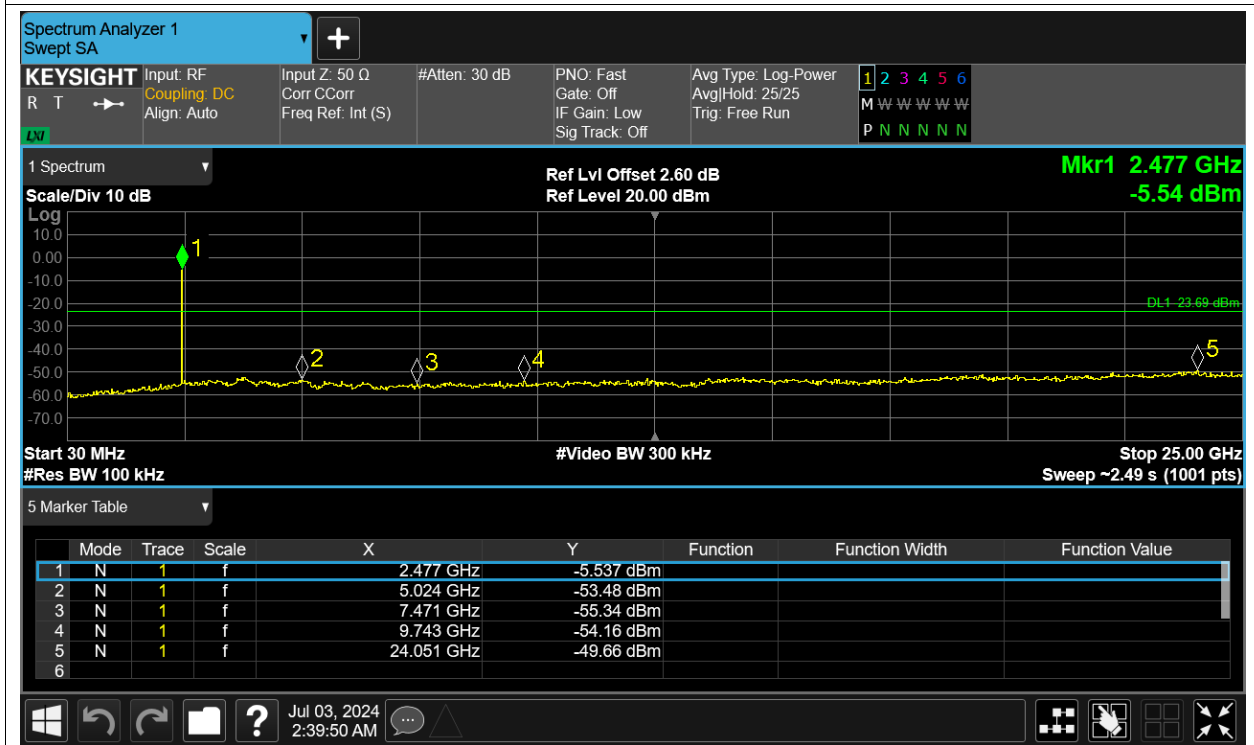 Spectrum Analyzer 1
Swept SA
+
KEYSIGHT
R T
LXI
Input: RF
Coupling: DC
Align: Auto
Input Z: 50 Ω
Corr CCorr
Freq Ref: Int (S)
#Atten: 30 dB
PNO: Fast
Gate: Off
IF Gain: Low
Sig Track: Off
Avg Type: Log-Power
Avg|Hold: 25/25
Trig: Free Run
1 2 3 4 5 6
M W W W W W
P N N N N N
1 Spectrum
Scale/Div 10 dB
Ref Lvl Offset 2.60 dB
Ref Level 20.00 dBm
Mkr1 2.477 GHz
-5.54 dBm
Log
10.0
0.00
-10.0
-20.0
-30.0
-40.0
-50.0
-60.0
-70.0
1
2
3
4
5
DL1 -23.69 dBm
Start 30 MHz
#Res BW 100 kHz
#Video BW 300 kHz
Stop 25.00 GHz
Sweep ~2.49 s (1001 pts)
5 Marker Table
Mode Trace Scale X Y Function Function Width Function Value
1 N 1 f 2.477 GHz -5.537 dBm
2 N 1 f 5.024 GHz -53.48 dBm
3 N 1 f 7.471 GHz -55.34 dBm
4 N 1 f 9.743 GHz -54.16 dBm
5 N 1 f 24.051 GHz -49.66 dBm
6
?
Jul 03, 2024
2:39:50 AM